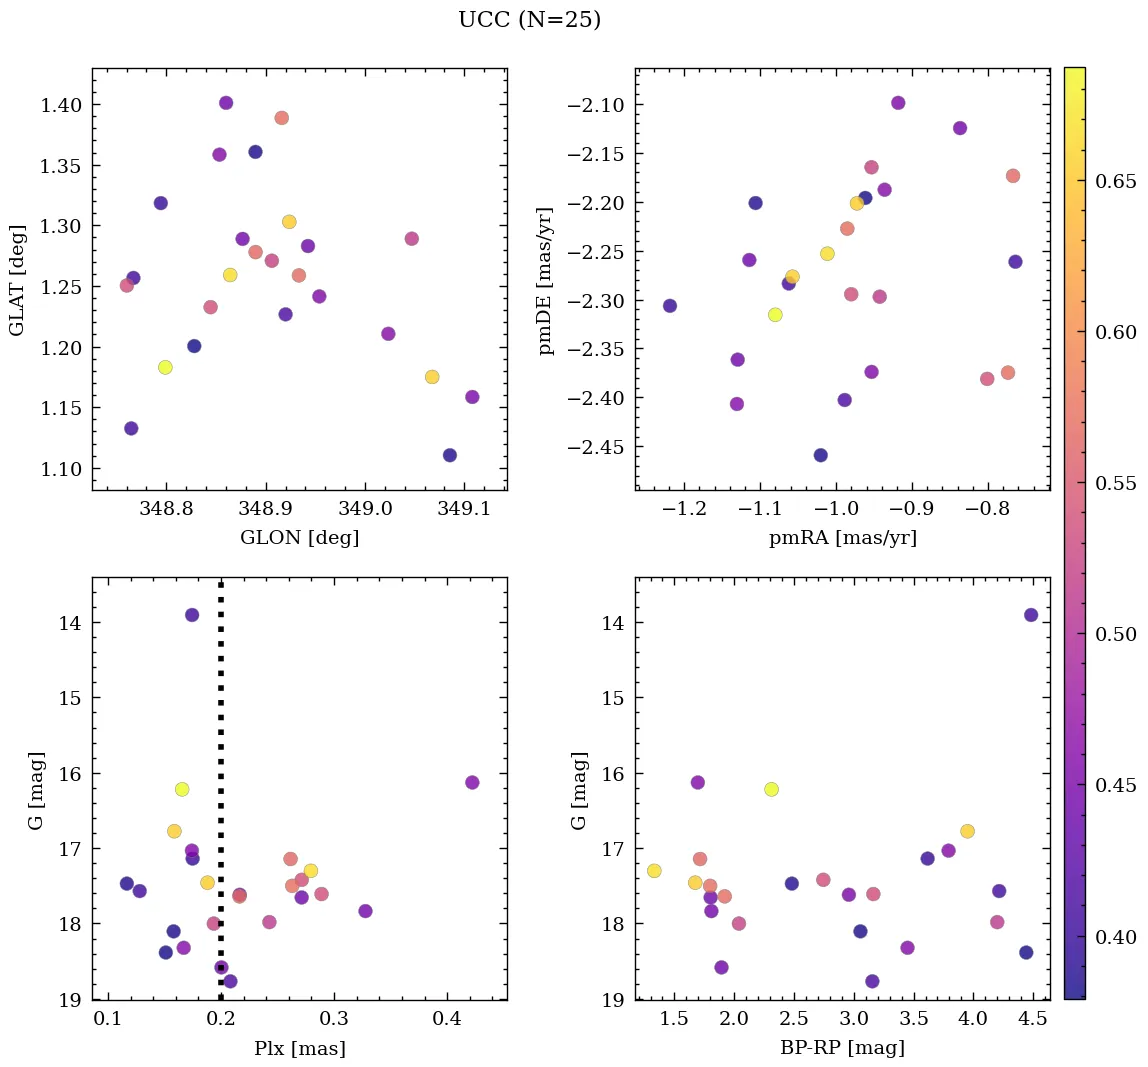 UCC (N=25)
1.40
1.35
1.30
1.25
1.20
1.15
1.10
GLAT [deg]
348.8 348.9 349.0 349.1
GLON [deg]
−2.10
−2.15
−2.20
−2.25
−2.30
−2.35
−2.40
−2.45
pmDE [mas/yr]
−1.2 −1.1 −1.0 −0.9 −0.8
pmRA [mas/yr]
14
15
16
17
18
19
G [mag]
0.1 0.2 0.3 0.4
Plx [mas]
14
15
16
17
18
19
G [mag]
1.5 2.0 2.5 3.0 3.5 4.0 4.5
BP-RP [mag]
0.65
0.60
0.55
0.50
0.45
0.40